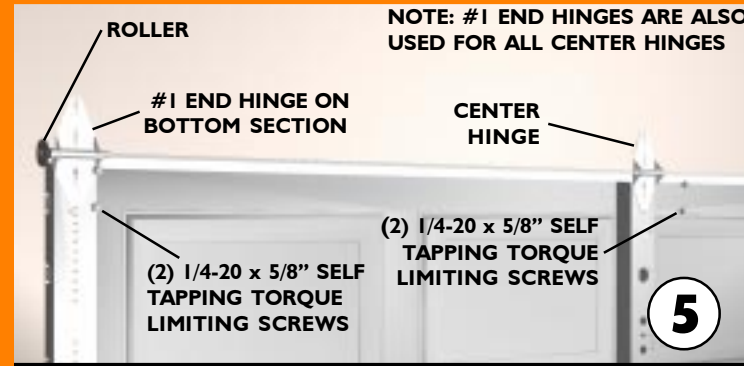 ROLLER
NOTE: #1 END HINGES ARE ALSO
USED FOR ALL CENTER HINGES
#1 END HINGE ON
BOTTOM SECTION
CENTER
HINGE
(2) 1/4-20 x 5/8” SELF
TAPPING TORQUE
LIMITING SCREWS
(2) 1/4-20 x 5/8” SELF
TAPPING TORQUE
LIMITING SCREWS
5